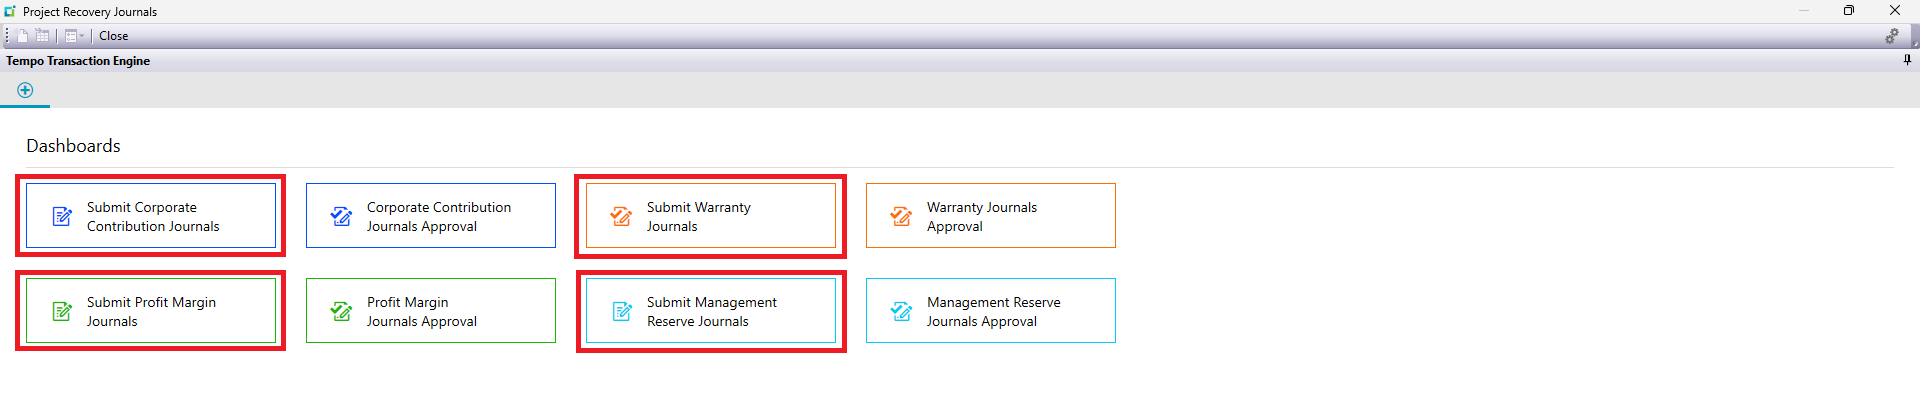 Project Recovery Journals
Close
Tempo Transaction Engine
Dashboards
Submit Corporate
Contribution Journals
Corporate Contribution
Journals Approval
Submit Warranty
Journals
Warranty Journals
Approval
Submit Profit Margin
Journals
Profit Margin
Journals Approval
Submit Management
Reserve Journals
Management Reserve
Journals Approval